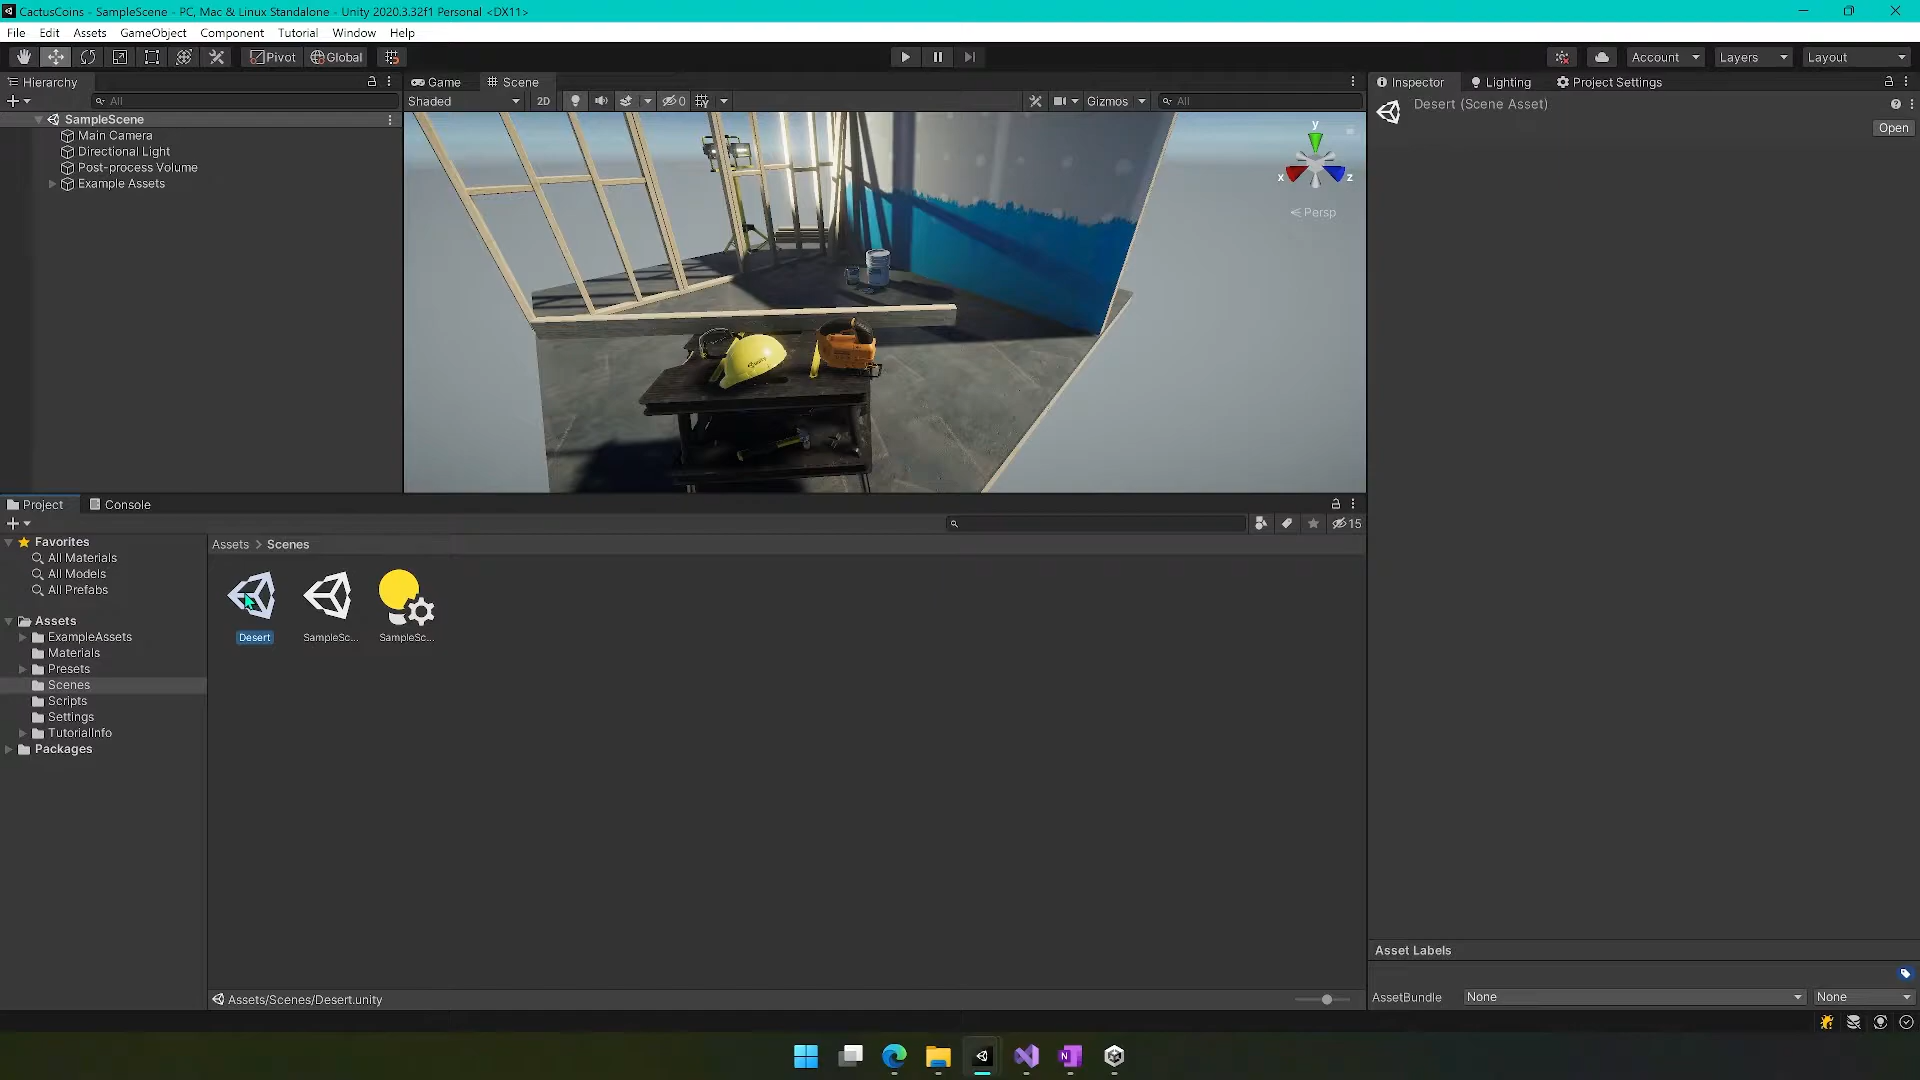 CactusCoins - SampleScene - PC, Mac & Linux Standalone - Unity 2020.3.32f1 Personal <DX11>
File Edit Assets GameObject Component Tutorial Window Help
Pivot Global Account Layers Layout
Hierarchy Game Scene Inspector Lighting Project Settings
All Shaded 2D 0 Gizmos All
SampleScene
Main Camera
Directional Light
Post-process Volume
Example Assets
y
x z
Persp
Desert (Scene Asset)
Open
Project Console
15
Favorites
All Materials
All Models
All Prefabs
Assets
ExampleAssets
Materials
Presets
Scenes
Scripts
Settings
TutorialInfo
Packages
Assets > Scenes
Desert SampleSc... SampleSc...
Assets/Scenes/Desert.unity
Asset Labels
AssetBundle None None